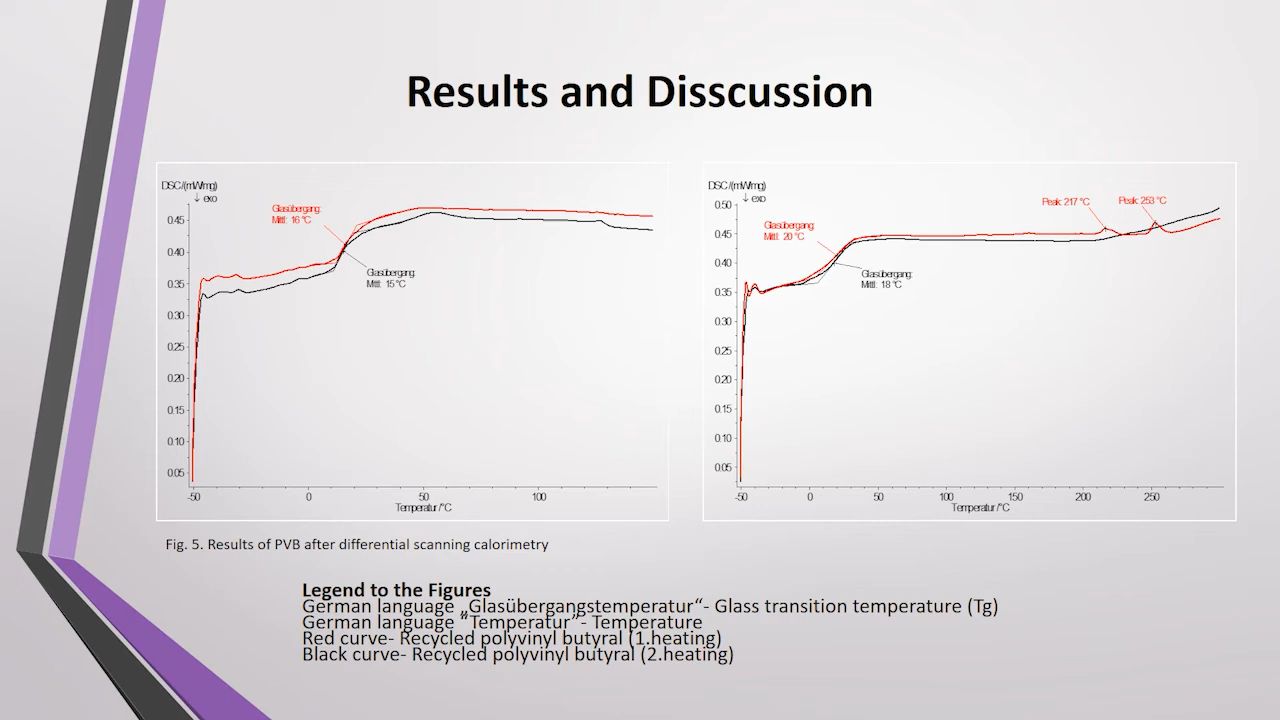 Results and Disscussion
DSC /(mW/mg)
↓ exo
0.45
0.40
0.35
0.30
0.25
0.20
0.15
0.10
0.05
-50
0
50
100
Temperatur /°C
Glasübergang:
Mittl.: 16 °C
Glasübergang:
Mittl.: 15 °C
DSC /(mW/mg)
↓ exo
0.50
0.45
0.40
0.35
0.30
0.25
0.20
0.15
0.10
0.05
-50
0
50
100
150
200
250
Temperatur /°C
Glasübergang:
Mittl.: 20 °C
Glasübergang:
Mittl.: 18 °C
Peak: 217 °C
Peak: 253 °C
Fig. 5. Results of PVB after differential scanning calorimetry
Legend to the Figures
German language „Glasübergangstemperatur“- Glass transition temperature (Tg)
German language “Temperatur”- Temperature
Red curve- Recycled polyvinyl butyral (1.heating)
Black curve- Recycled polyvinyl butyral (2.heating)